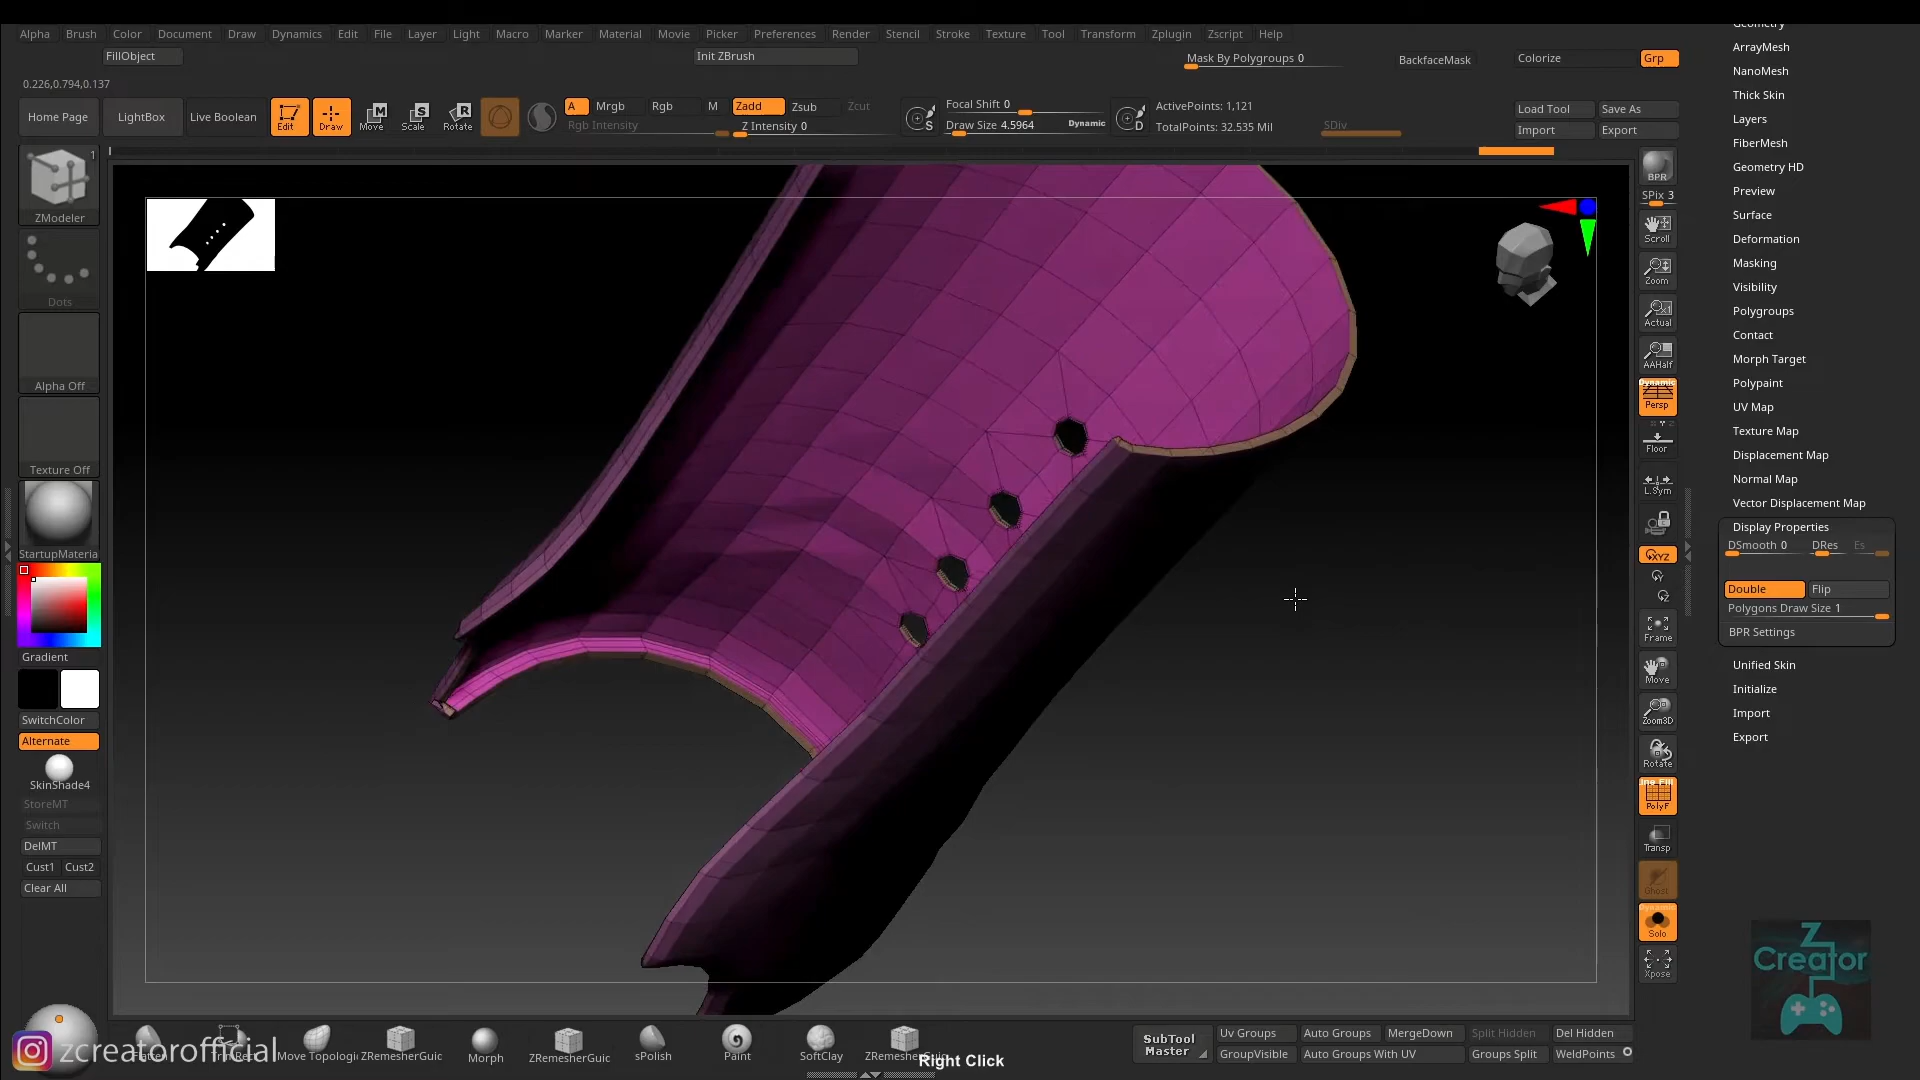 Alpha Brush Color Document Draw Dynamics Edit File Layer Light Macro Marker Material Movie Picker Preferences Render Stencil Stroke Texture Tool Transform Zplugin Zscript Help
FillObject
Init ZBrush
Mask By Polygroups 0
BackfaceMask
Colorize
Grp
0.226,0.794,0.137
Home Page
LightBox
Live Boolean
Edit
Draw
Move
Scale
Rotate
A
Mrgb
Rgb
M
Zadd
Zsub
Zcut
Rgb Intensity
Z Intensity 0
S
Focal Shift 0
Draw Size 4.5964
Dynamic
D
ActivePoints: 1,121
TotalPoints: 32.535 Mil
SDiv
Load Tool
Save As
Import
Export
1
ZModeler
Dots
Alpha Off
Texture Off
StartupMateria
Gradient
SwitchColor
Alternate
SkinShade4
StoreMT
Switch
DelMT
Cust1 Cust2
Clear All
BPR
SPix 3
Scroll
Zoom
Actual
AAHalf
Dynamic
Persp
Floor
L.Sym
XYZ
Frame
Move
Zoom3D
Rotate
PolyF
Transp
Ghost
Dynamic
Solo
Xpose
Geometry
ArrayMesh
NanoMesh
Thick Skin
Layers
FiberMesh
Geometry HD
Preview
Surface
Deformation
Masking
Visibility
Polygroups
Contact
Morph Target
Polypaint
UV Map
Texture Map
Displacement Map
Normal Map
Vector Displacement Map
Display Properties
DSmooth 0
DRes
Es
Double
Flip
Polygons Draw Size 1
BPR Settings
Unified Skin
Initialize
Import
Export
Z
Creator
zcreatorofficial
Move Topologi
ZRemesherGuic
Morph
ZRemesherGuic
sPolish
Paint
SoftClay
Right Click
SubTool
Master
Uv Groups
Auto Groups
MergeDown
Split Hidden
Del Hidden
GroupVisible
Auto Groups With UV
Groups Split
WeldPoints